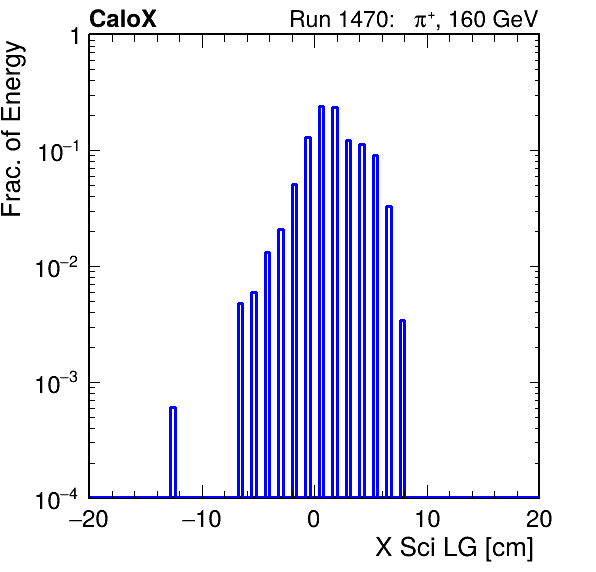 CaloX Run 1470: π⁺, 160 GeV
Frac. of Energy
1
10⁻¹
10⁻²
10⁻³
10⁻⁴
−20 −10 0 10 20
X Sci LG [cm]